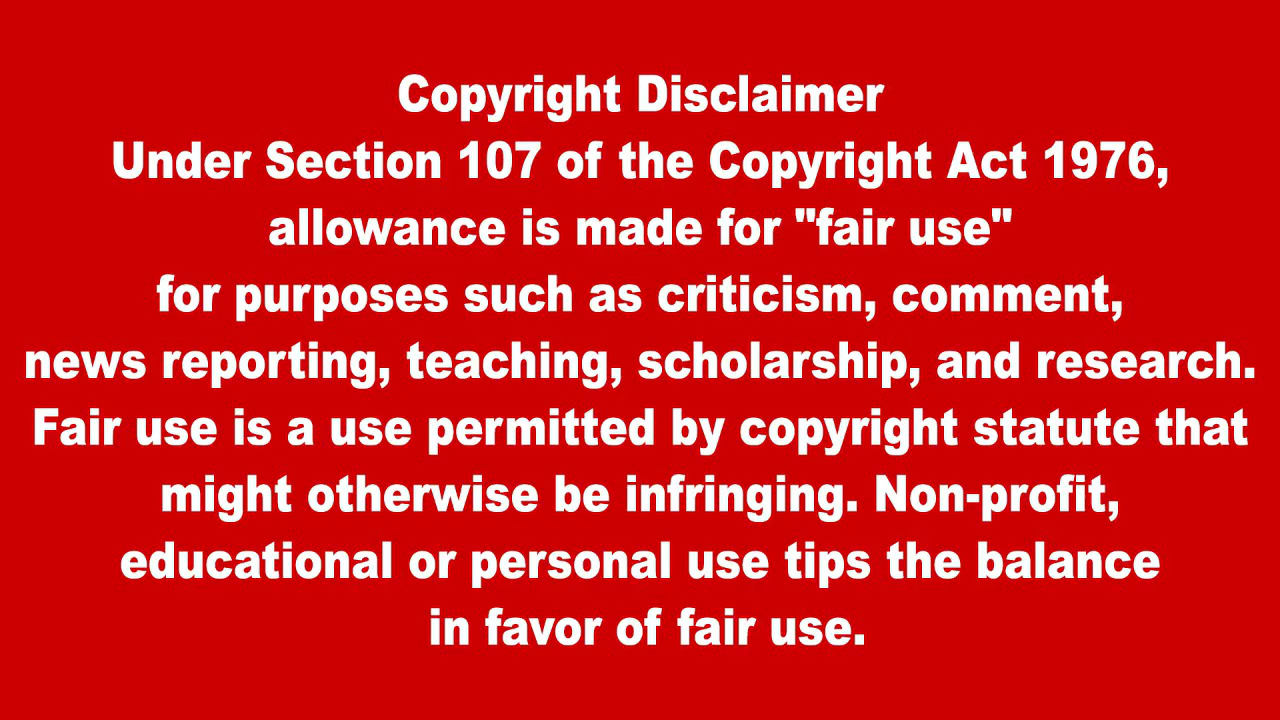 Copyright Disclaimer
Under Section 107 of the Copyright Act 1976,
allowance is made for "fair use"
for purposes such as criticism, comment,
news reporting, teaching, scholarship, and research.
Fair use is a use permitted by copyright statute that
might otherwise be infringing. Non-profit,
educational or personal use tips the balance
in favor of fair use.